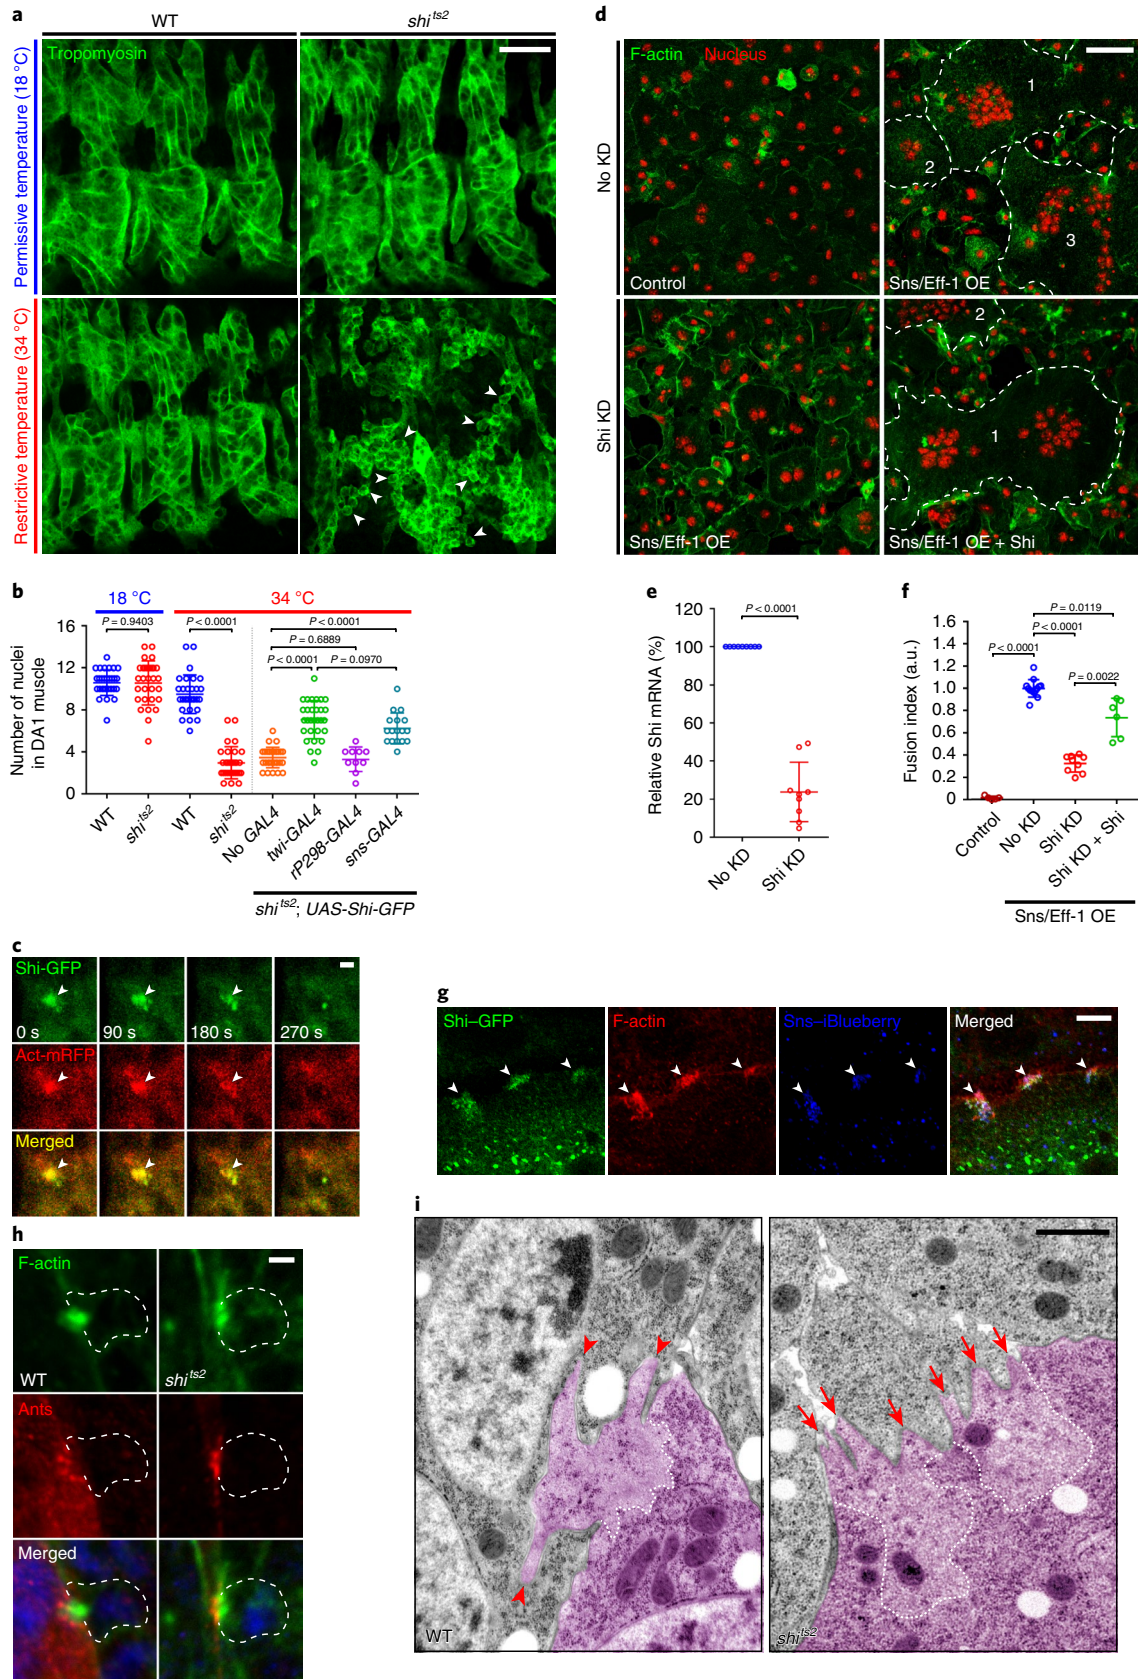 a
WT
shi ts2
Permissive temperature (18 °C)
Restrictive temperature (34 °C)
Tropomyosin
b
18 °C
34 °C
P = 0.9403
P < 0.0001
P < 0.0001
P = 0.6889
P < 0.0001
P = 0.0970
Number of nuclei
in DA1 muscle
16
12
8
4
0
WT
shi ts2
WT
shi ts2
No GAL4
twi-GAL4
rP298-GAL4
sns-GAL4
shi ts2; UAS-Shi-GFP
c
Shi-GFP
0 s
90 s
180 s
270 s
Act-mRFP
Merged
d
No KD
Shi KD
F-actin
Nucleus
Control
1
2
3
Sns/Eff-1 OE
Sns/Eff-1 OE
2
1
Sns/Eff-1 OE + Shi
e
P < 0.0001
Relative Shi mRNA (%)
120
100
80
60
40
20
0
No KD
Shi KD
f
P = 0.0119
P < 0.0001
P < 0.0001
P = 0.0022
Fusion index (a.u.)
1.6
1.4
1.2
1.0
0.8
0.6
0.4
0.2
0
Control
No KD
Shi KD
Shi KD + Shi
Sns/Eff-1 OE
g
Shi–GFP
F-actin
Sns–iBlueberry
Merged
h
F-actin
WT
shi ts2
Ants
Merged
i
WT
shi ts2